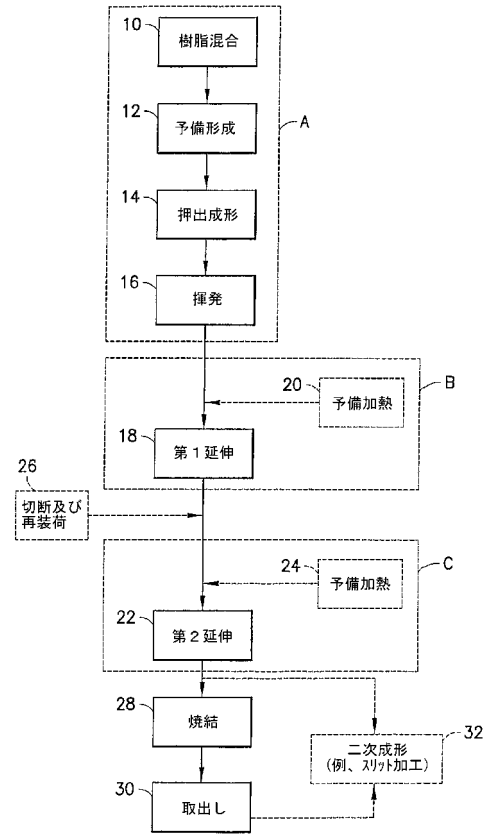 10
樹脂混合
12
予備形成
A
14
押出成形
16
揮発
B
20
予備加熱
18
第1延伸
26
切断及び
再装荷
C
24
予備加熱
22
第2延伸
28
焼結
32
二次成形
(例、スリット加工)
30
取出し